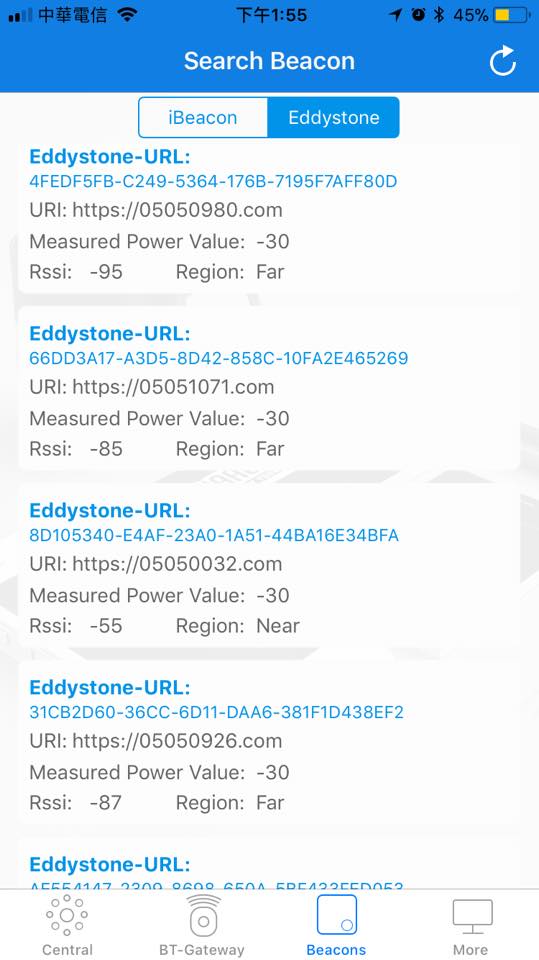 中華電信 下午1:55 45%
Search Beacon
iBeacon Eddystone
Eddystone-URL:
4FEDF5FB-C249-5364-176B-7195F7AFF80D
URI: https://05050980.com
Measured Power Value: -30
Rssi: -95 Region: Far
Eddystone-URL:
66DD3A17-A3D5-8D42-858C-10FA2E465269
URI: https://05051071.com
Measured Power Value: -30
Rssi: -85 Region: Far
Eddystone-URL:
8D105340-E4AF-23A0-1A51-44BA16E34BFA
URI: https://05050032.com
Measured Power Value: -30
Rssi: -55 Region: Near
Eddystone-URL:
31CB2D60-36CC-6D11-DAA6-381F1D438EF2
URI: https://05050926.com
Measured Power Value: -30
Rssi: -87 Region: Far
Eddystone-URL:
Central BT-Gateway Beacons More